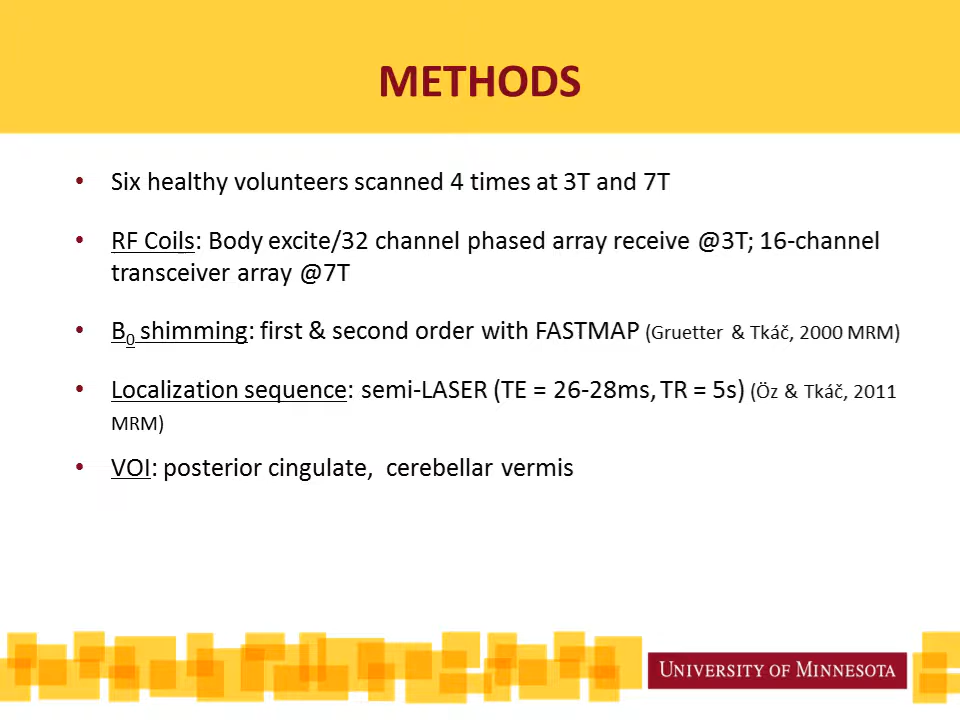 METHODS
• Six healthy volunteers scanned 4 times at 3T and 7T
• RF Coils: Body excite/32 channel phased array receive @3T; 16-channel
transceiver array @7T
• B0 shimming: first & second order with FASTMAP (Gruetter & Tkáč, 2000 MRM)
• Localization sequence: semi-LASER (TE = 26-28ms, TR = 5s) (Öz & Tkáč, 2011
MRM)
• VOI: posterior cingulate, cerebellar vermis
UNIVERSITY OF MINNESOTA